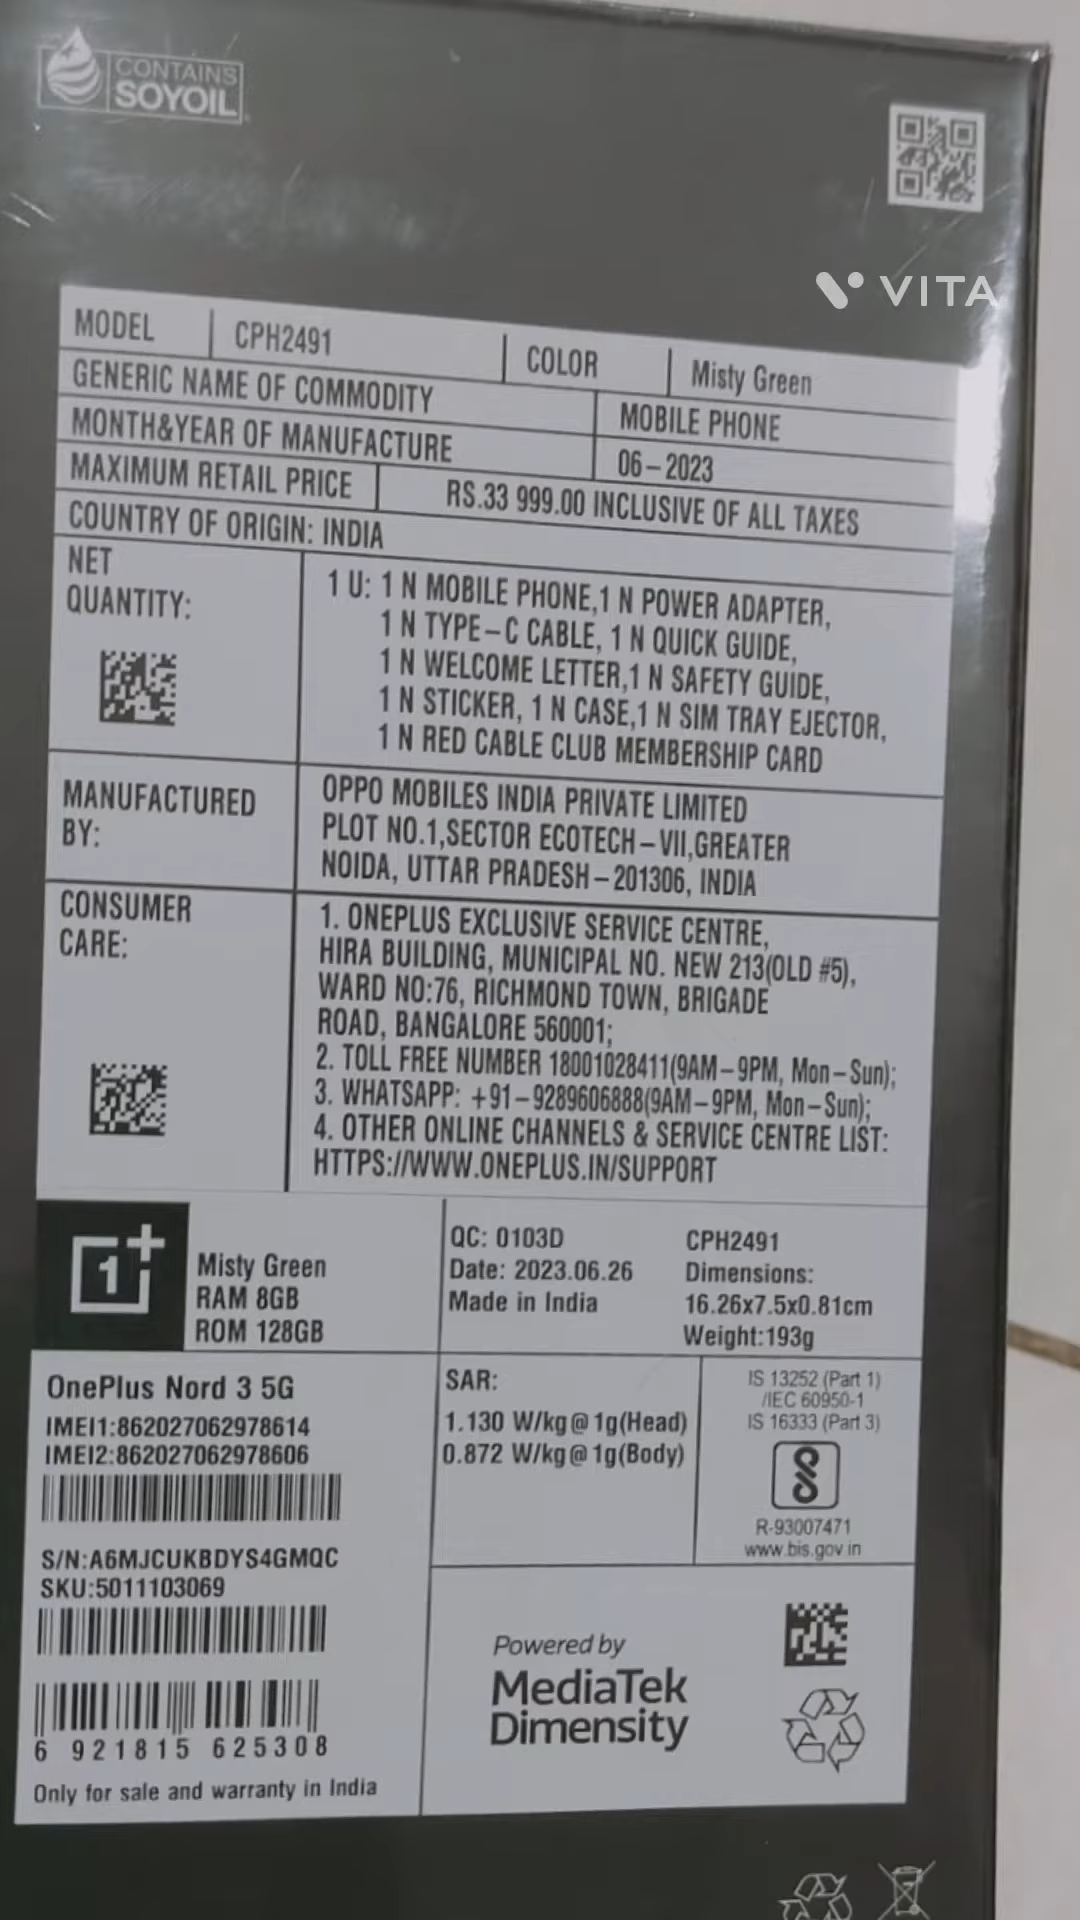 CONTAINS
SOYOIL
VITA
MODEL CPH2491 COLOR Misty Green
GENERIC NAME OF COMMODITY MOBILE PHONE
MONTH&YEAR OF MANUFACTURE 06-2023
MAXIMUM RETAIL PRICE RS.33 999.00 INCLUSIVE OF ALL TAXES
COUNTRY OF ORIGIN: INDIA
NET
QUANTITY:
1 U: 1 N MOBILE PHONE,1 N POWER ADAPTER,
1 N TYPE-C CABLE, 1 N QUICK GUIDE,
1 N WELCOME LETTER,1 N SAFETY GUIDE,
1 N STICKER, 1 N CASE,1 N SIM TRAY EJECTOR,
1 N RED CABLE CLUB MEMBERSHIP CARD
MANUFACTURED
BY:
OPPO MOBILES INDIA PRIVATE LIMITED
PLOT NO.1,SECTOR ECOTECH-VII,GREATER
NOIDA, UTTAR PRADESH-201306, INDIA
CONSUMER
CARE:
1. ONEPLUS EXCLUSIVE SERVICE CENTRE,
HIRA BUILDING, MUNICIPAL NO. NEW 213(OLD #5),
WARD NO:76, RICHMOND TOWN, BRIGADE
ROAD, BANGALORE 560001;
2. TOLL FREE NUMBER 18001028411(9AM-9PM, Mon-Sun);
3. WHATSAPP: +91-9289606888(9AM-9PM, Mon-Sun);
4. OTHER ONLINE CHANNELS & SERVICE CENTRE LIST:
HTTPS://WWW.ONEPLUS.IN/SUPPORT
1+
Misty Green
RAM 8GB
ROM 128GB
QC: 0103D
Date: 2023.06.26
Made in India
CPH2491
Dimensions:
16.26x7.5x0.81cm
Weight:193g
OnePlus Nord 3 5G
IMEI1:862027062978614
IMEI2:862027062978606
S/N:A6MJCUKBDYS4GMQC
SKU:5011103069
6 921815 625308
Only for sale and warranty in India
SAR:
1.130 W/kg@1g(Head)
0.872 W/kg@1g(Body)
IS 13252 (Part 1)
/IEC 60950-1
IS 16333 (Part 3)
R-93007471
www.bis.gov.in
Powered by
MediaTek
Dimensity